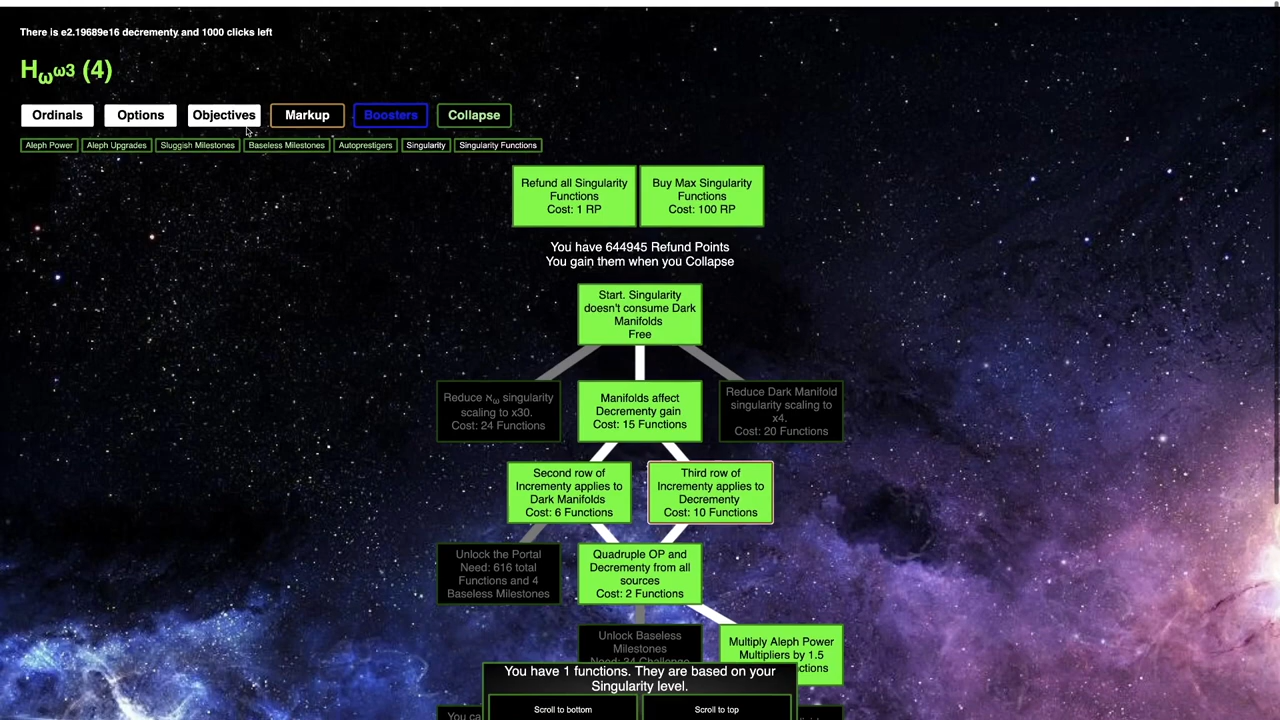 There is e2.19689e16 decrementy and 1000 clicks left
Hωω3 (4)
Ordinals Options Objectives Markup Boosters Collapse
Aleph Power Aleph Upgrades Sluggish Milestones Baseless Milestones Autoprestigers Singularity Singularity Functions
Refund all Singularity
Functions
Cost: 1 RP
Buy Max Singularity
Functions
Cost: 100 RP
You have 644945 Refund Points
You gain them when you Collapse
Start. Singularity
doesn't consume Dark
Manifolds
Free
Reduce ℵω singularity
scaling to x30.
Cost: 24 Functions
Manifolds affect
Decrementy gain
Cost: 15 Functions
Reduce Dark Manifold
singularity scaling to
x4.
Cost: 20 Functions
Second row of
Incrementy applies to
Dark Manifolds
Cost: 6 Functions
Third row of
Incrementy applies to
Decrementy
Cost: 10 Functions
Unlock the Portal
Need: 616 total
Functions and 4
Baseless Milestones
Quadruple OP and
Decrementy from all
sources
Cost: 2 Functions
Unlock Baseless
Milestones
Need: 34 Challenge
Multiply Aleph Power
Multipliers by 1.5
You have 1 functions. They are based on your
Singularity level.
Scroll to bottom
Scroll to top
You ca